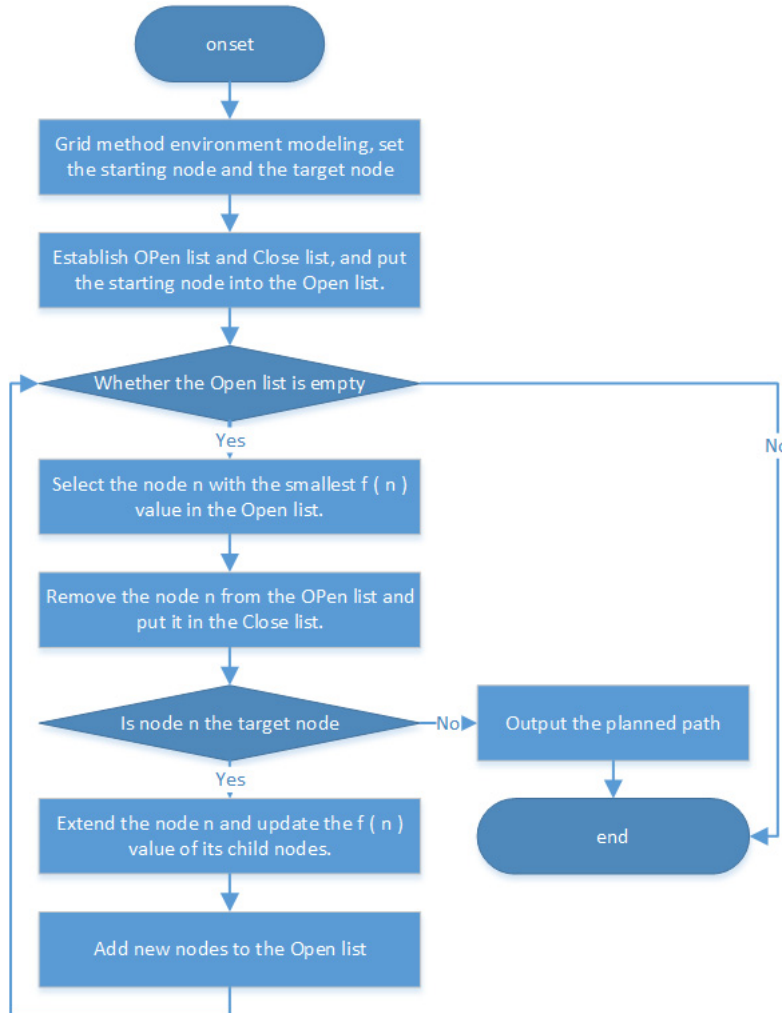 onset
Grid method environment modeling, set
the starting node and the target node
Establish OPen list and Close list, and put
the starting node into the Open list.
Whether the Open list is empty
Yes
No
Select the node n with the smallest f ( n )
value in the Open list.
Remove the node n from the OPen list and
put it in the Close list.
Is node n the target node
No
Output the planned path
Yes
Extend the node n and update the f ( n )
value of its child nodes.
end
Add new nodes to the Open list